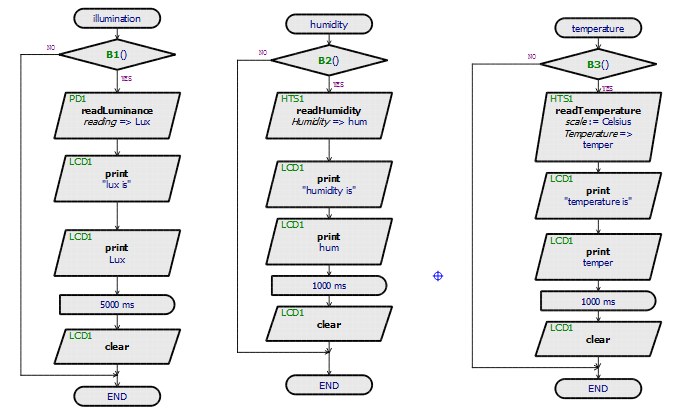 illumination
NO
B1()
YES
PD1
readLuminance
reading => Lux
LCD1
print
"lux is"
LCD1
print
Lux
5000 ms
LCD1
clear
END
humidity
NO
B2()
YES
HTS1
readHumidity
Humidity => hum
LCD1
print
"humidity is"
LCD1
print
hum
1000 ms
LCD1
clear
END
temperature
NO
B3()
YES
HTS1
readTemperature
scale := Celsius
Temperature =>
temper
LCD1
print
"temperature is"
LCD1
print
temper
1000 ms
LCD1
clear
END